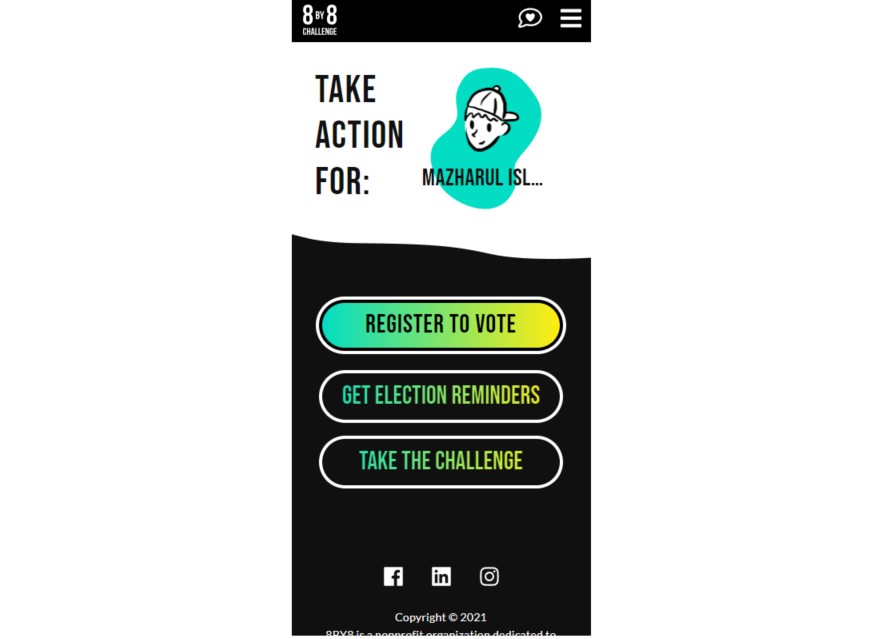 8 BY 8
CHALLENGE
TAKE
ACTION
FOR:
MAZHARUL ISL...
REGISTER TO VOTE
GET ELECTION REMINDERS
TAKE THE CHALLENGE
Copyright © 2021
8BY8 is a nonprofit organization dedicated to